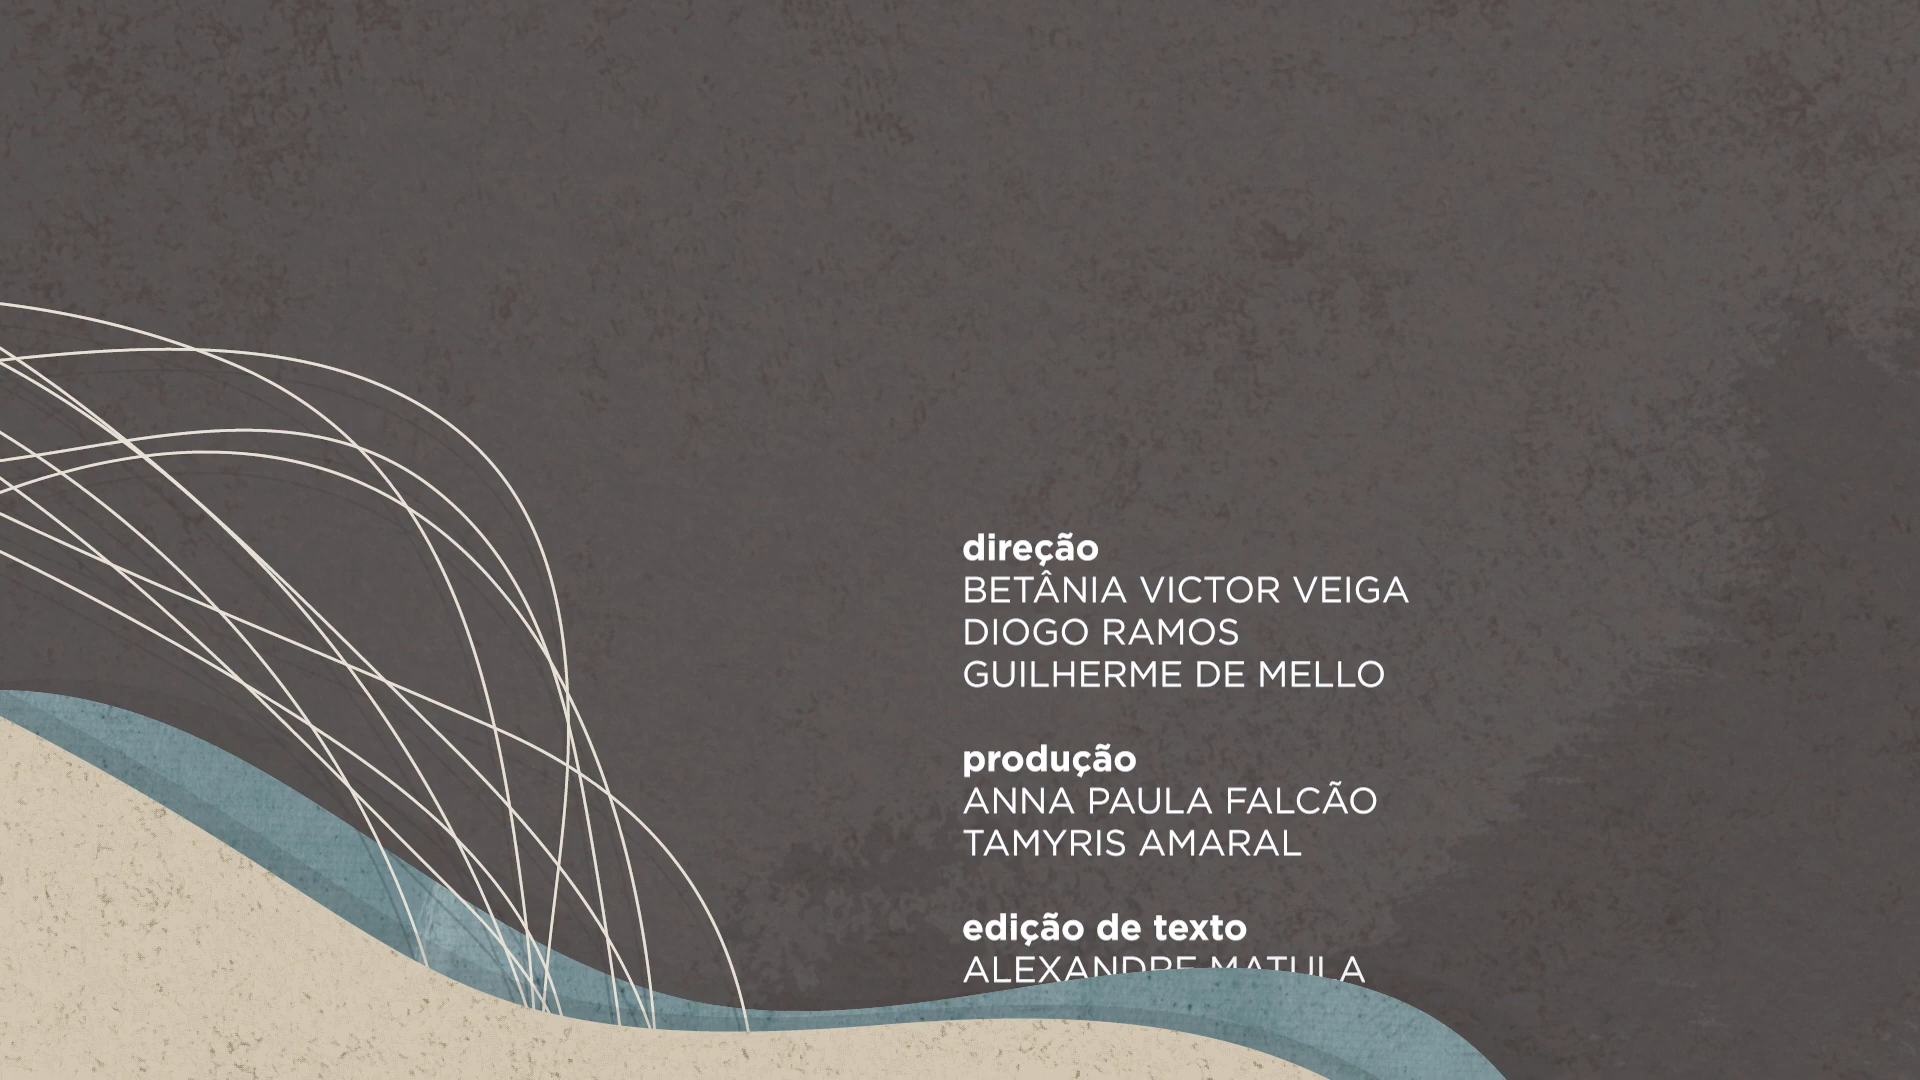 direção
BETÂNIA VICTOR VEIGA
DIOGO RAMOS
GUILHERME DE MELLO
produção
ANNA PAULA FALCÃO
TAMYRIS AMARAL
edição de texto
ALEXANDRE MATULA